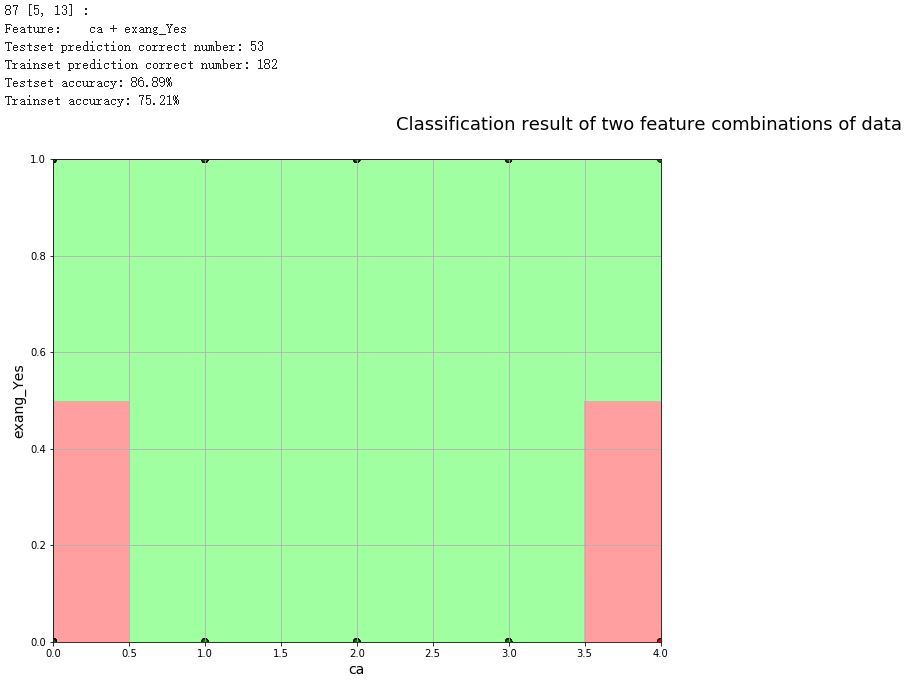 87 [5, 13] :
Feature:    ca + exang_Yes
Testset prediction correct number: 53
Trainset prediction correct number: 182
Testset accuracy: 86.89%
Trainset accuracy: 75.21%
Classification result of two feature combinations of data
1.0
0.8
0.6
0.4
0.2
0.0
exang_Yes
0.0 0.5 1.0 1.5 2.0 2.5 3.0 3.5 4.0
ca